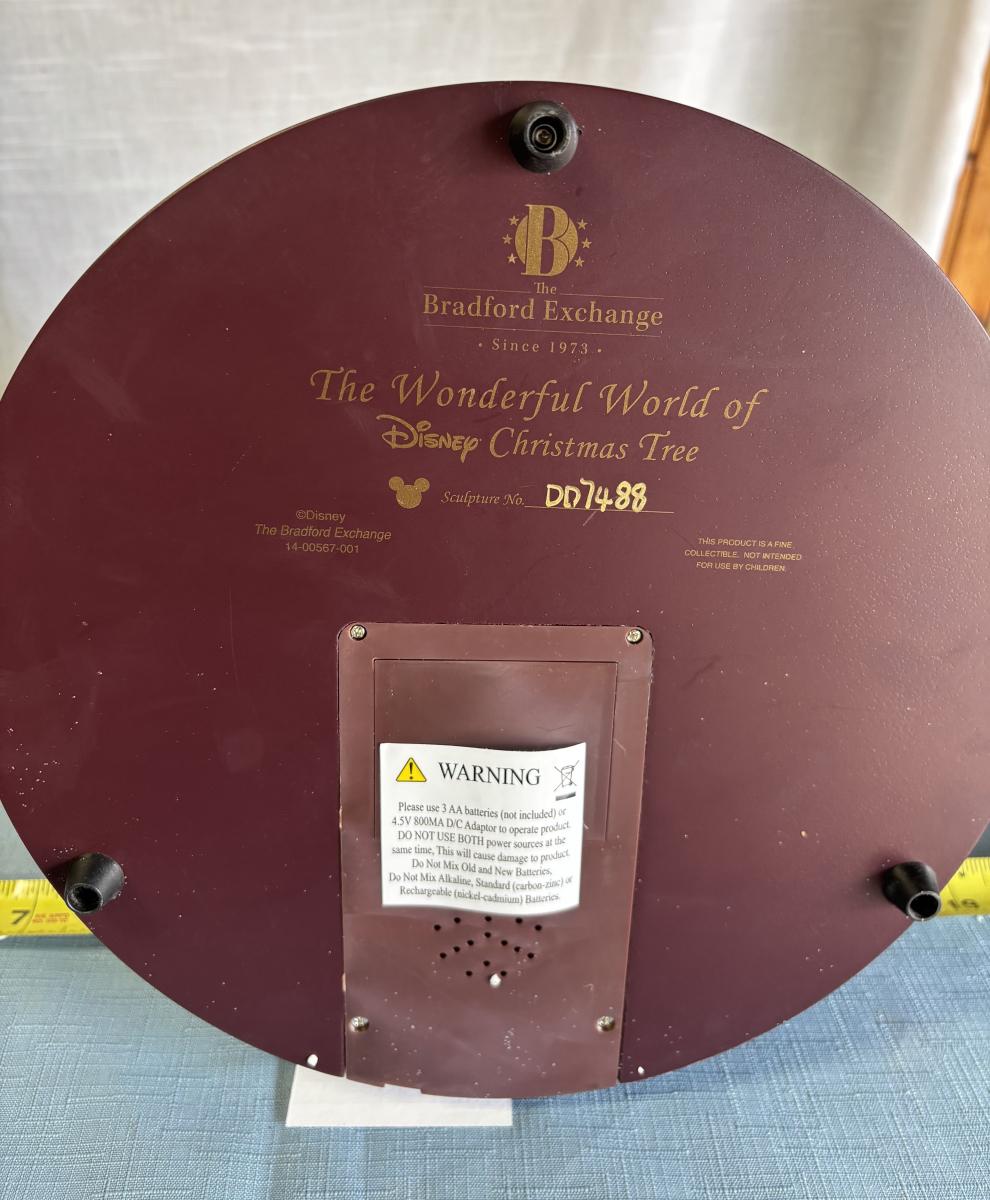 B
The
Bradford Exchange
• Since 1973 •
The Wonderful World of
Disney Christmas Tree
Sculpture No. DD7488
©Disney
The Bradford Exchange
14-00567-001
THIS PRODUCT IS A FINE
COLLECTIBLE. NOT INTENDED
FOR USE BY CHILDREN.
WARNING
Please use 3 AA batteries (not included) or
4.5V 800MA D/C Adaptor to operate product.
DO NOT USE BOTH power sources at the
same time, This will cause damage to product.
Do Not Mix Old and New Batteries,
Do Not Mix Alkaline, Standard (carbon-zinc) or
Rechargeable (nickel-cadmium) Batteries.
7